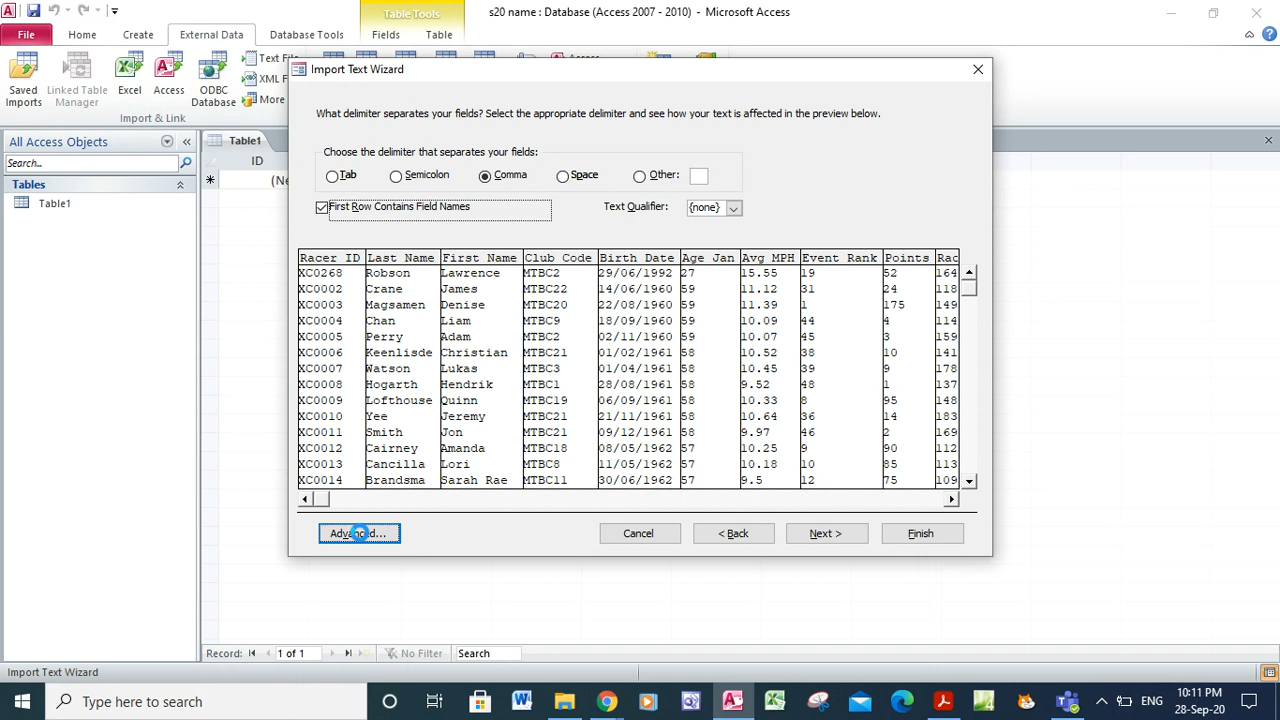 Table Tools
s20 name : Database (Access 2007 - 2010) - Microsoft Access
File Home Create External Data Database Tools Fields Table
Saved Imports
Linked Table Manager
Excel
Access
ODBC Database
Text File
XML F
More
Access
Import & Link
All Access Objects
Search...
Tables
Table1
Table1
ID
(Ne
Import Text Wizard
What delimiter separates your fields? Select the appropriate delimiter and see how your text is affected in the preview below.
Choose the delimiter that separates your fields:
Tab Semicolon Comma Space Other:
First Row Contains Field Names Text Qualifier: {none}
Racer ID Last Name First Name Club Code Birth Date Age Jan Avg MPH Event Rank Points Rac
XC0268 Robson Lawrence MTBC2 29/06/1992 27 15.55 19 52 164
XC0002 Crane James MTBC22 14/06/1960 59 11.12 31 24 118
XC0003 Magsamen Denise MTBC20 22/08/1960 59 11.39 1 175 149
XC0004 Chan Liam MTBC9 18/09/1960 59 10.09 44 4 114
XC0005 Perry Adam MTBC2 02/11/1960 59 10.07 45 3 159
XC0006 Keenlisde Christian MTBC21 01/02/1961 58 10.52 38 10 141
XC0007 Watson Lukas MTBC3 01/04/1961 58 10.45 39 9 178
XC0008 Hogarth Hendrik MTBC1 28/08/1961 58 9.52 48 1 137
XC0009 Lofthouse Quinn MTBC19 06/09/1961 58 10.33 8 95 148
XC0010 Yee Jeremy MTBC21 21/11/1961 58 10.64 36 14 183
XC0011 Smith Jon MTBC21 09/12/1961 58 9.97 46 2 169
XC0012 Cairney Amanda MTBC18 08/05/1962 57 10.25 9 90 112
XC0013 Cancilla Lori MTBC8 11/05/1962 57 10.18 10 85 113
XC0014 Brandsma Sarah Rae MTBC11 30/06/1962 57 9.5 12 75 109
Advanced... Cancel < Back Next > Finish
Record: 1 of 1 No Filter Search
Import Text Wizard
Type here to search
ENG
10:11 PM
28-Sep-20